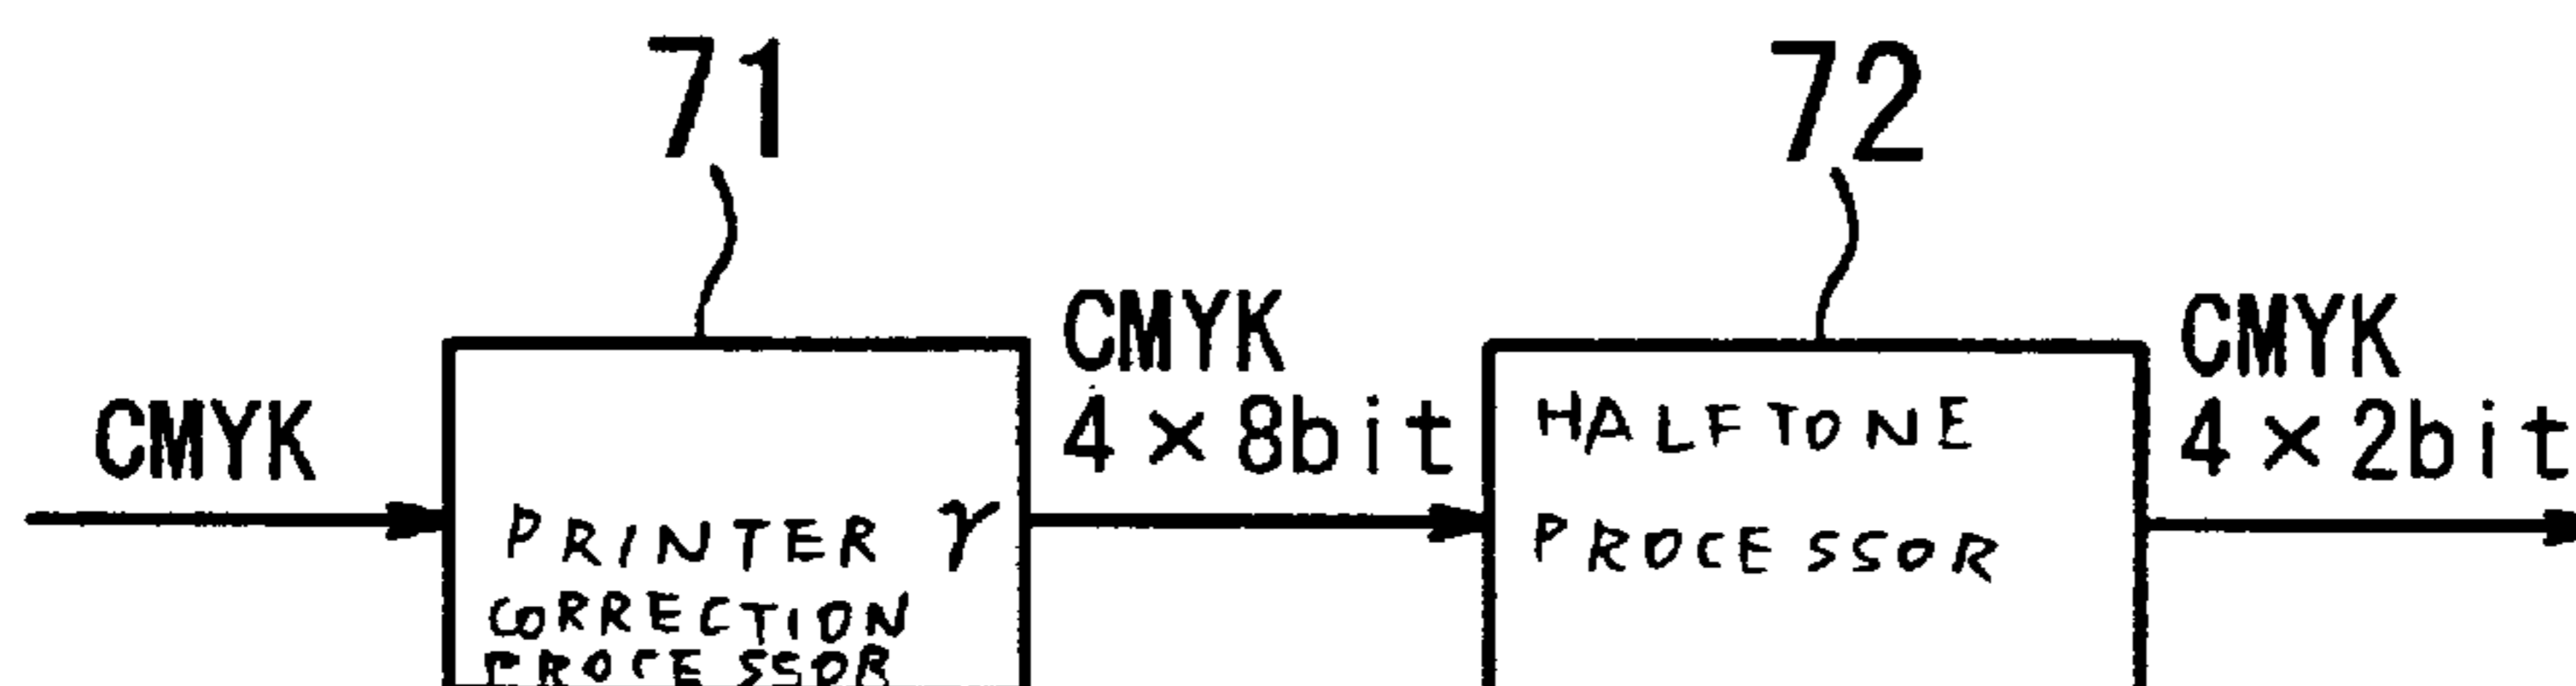 71
72
CMYK
PRINTER γ
CORRECTION
PROCESSOR
CMYK
4×8bit
HALFTONE
PROCESSOR
CMYK
4×2bit